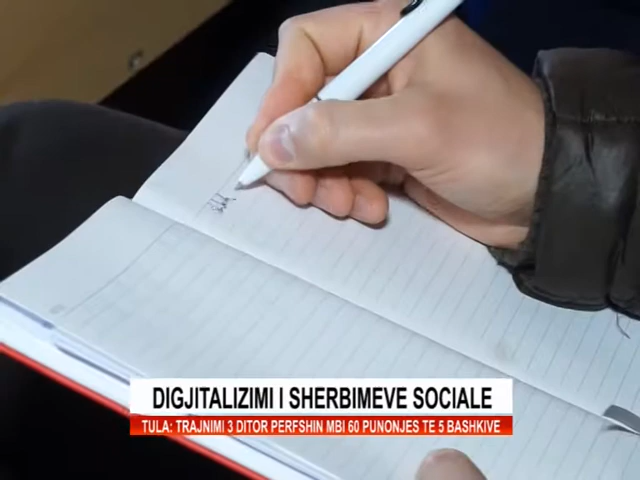 DIGJITALIZIMI I SHERBIMEVE SOCIALE
TULA: TRAJNIMI 3 DITOR PERFSHIN MBI 60 PUNONJES TE 5 BASHKIVE